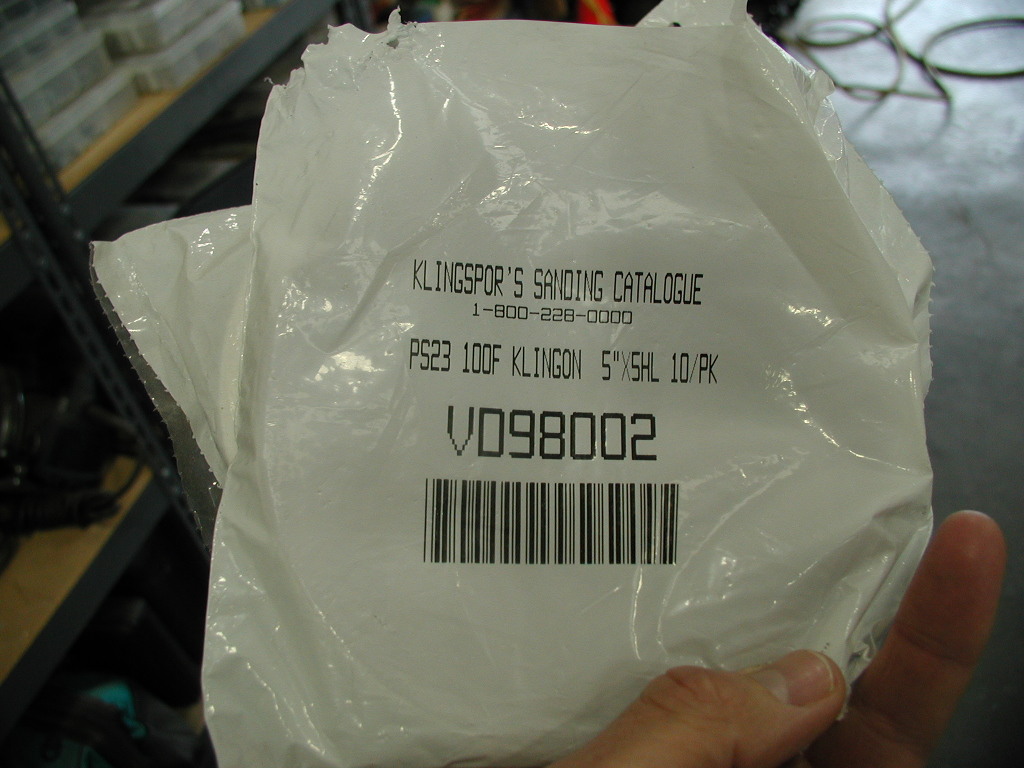 KLINGSPOR'S SANDING CATALOGUE
1-800-228-0000
PS23 100F KLINGON 5"X5HL 10/PK
VD98002